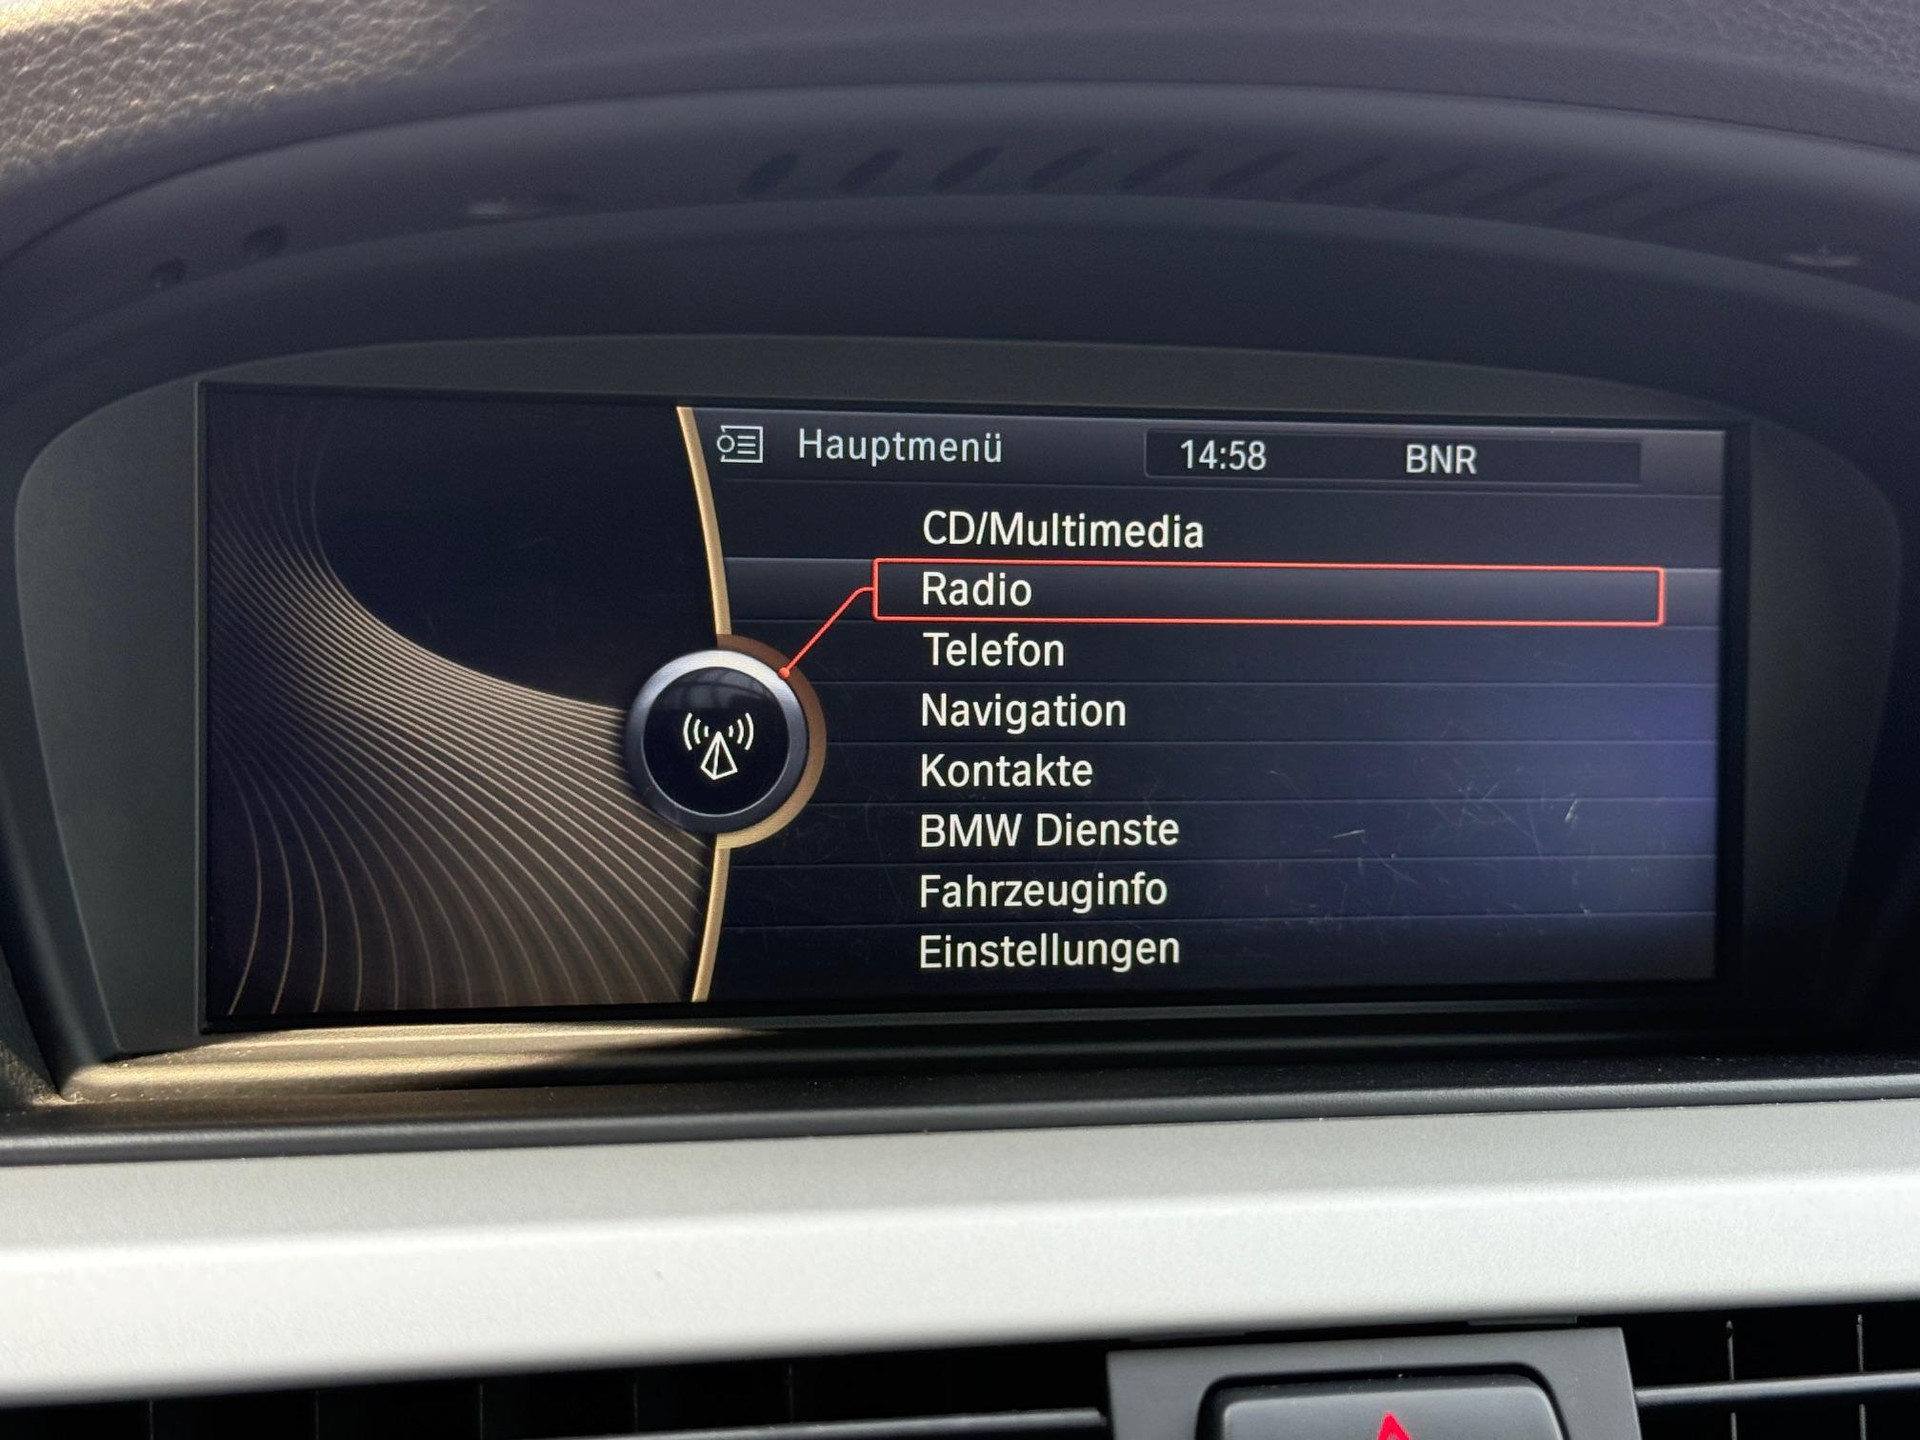 Hauptmenü 14:58 BNR
CD/Multimedia
Radio
Telefon
Navigation
Kontakte
BMW Dienste
Fahrzeuginfo
Einstellungen